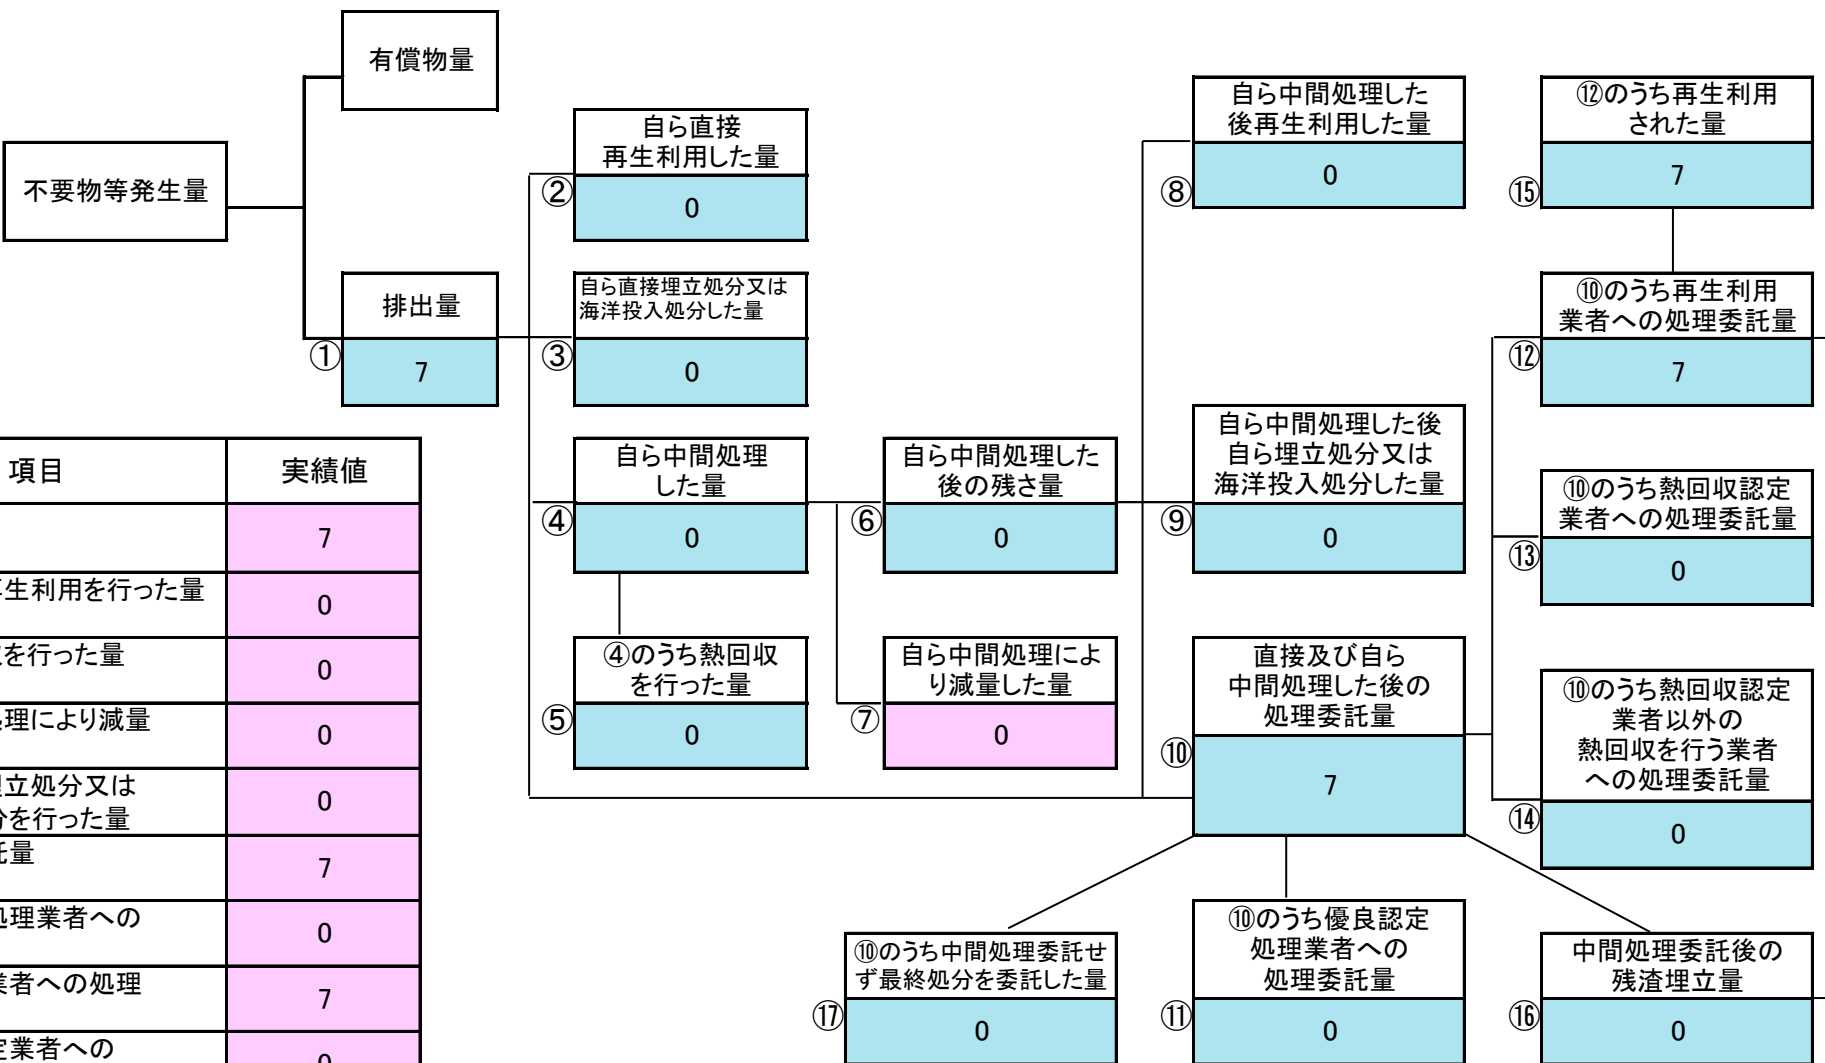 有償物量
不要物等発生量
排出量
①
7
自ら直接
再生利用した量
②
0
自ら直接埋立処分又は
海洋投入処分した量
③
0
自ら中間処理
した量
④
0
④のうち熱回収
を行った量
⑤
0
自ら中間処理した
後の残さ量
⑥
0
自ら中間処理によ
り減量した量
⑦
0
自ら中間処理した
後再生利用した量
⑧
0
自ら中間処理した後
自ら埋立処分又は
海洋投入処分した量
⑨
0
直接及び自ら
中間処理した後の
処理委託量
⑩
7
⑩のうち優良認定
処理業者への
処理委託量
⑪
0
⑫のうち再生利用
された量
⑮
7
⑩のうち再生利用
業者への処理委託量
⑫
7
⑩のうち熱回収認定
業者への処理委託量
⑬
0
⑩のうち熱回収認定
業者以外の
熱回収を行う業者
への処理委託量
⑭
0
⑩のうち中間処理委託せ
ず最終処分を委託した量
⑰
0
中間処理委託後の
残渣埋立量
⑯
0
項目
実績値
7
生利用を行った量
0
を行った量
0
理により減量
0
立処分又は
を行った量
0
量
7
理業者への
0
業者への処理
7
業者への
0